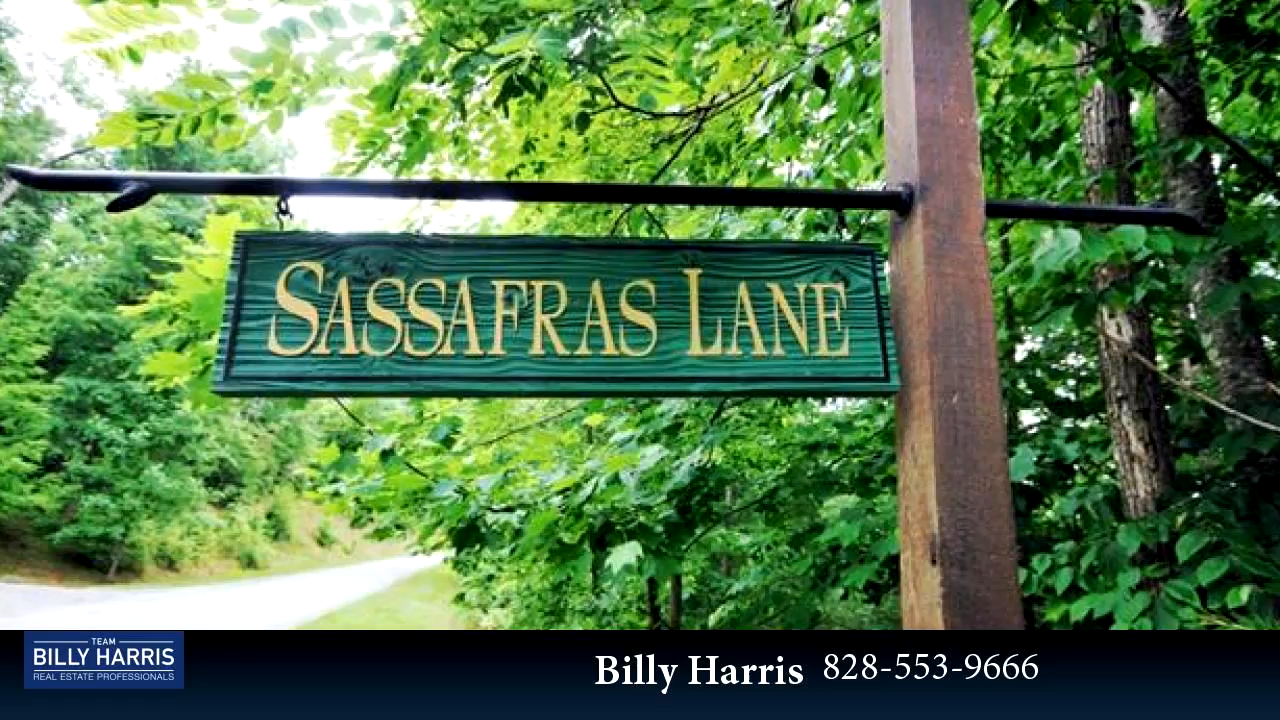 SASSAFRAS LANE
TEAM
BILLY HARRIS
REAL ESTATE PROFESSIONALS
Billy Harris 828-553-9666